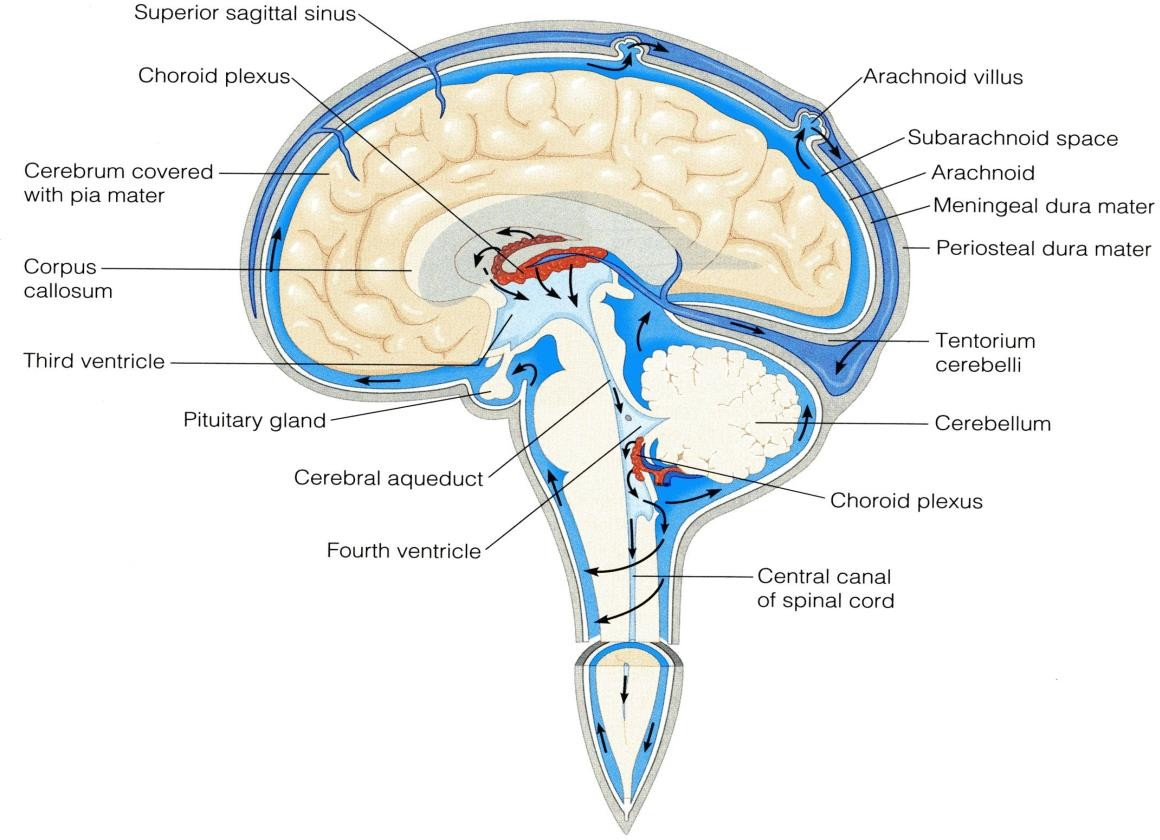 Superior sagittal sinus
Choroid plexus
Cerebrum covered
with pia mater
Corpus
callosum
Third ventricle
Pituitary gland
Cerebral aqueduct
Fourth ventricle
Arachnoid villus
Subarachnoid space
Arachnoid
Meningeal dura mater
Periosteal dura mater
Tentorium
cerebelli
Cerebellum
Choroid plexus
Central canal
of spinal cord